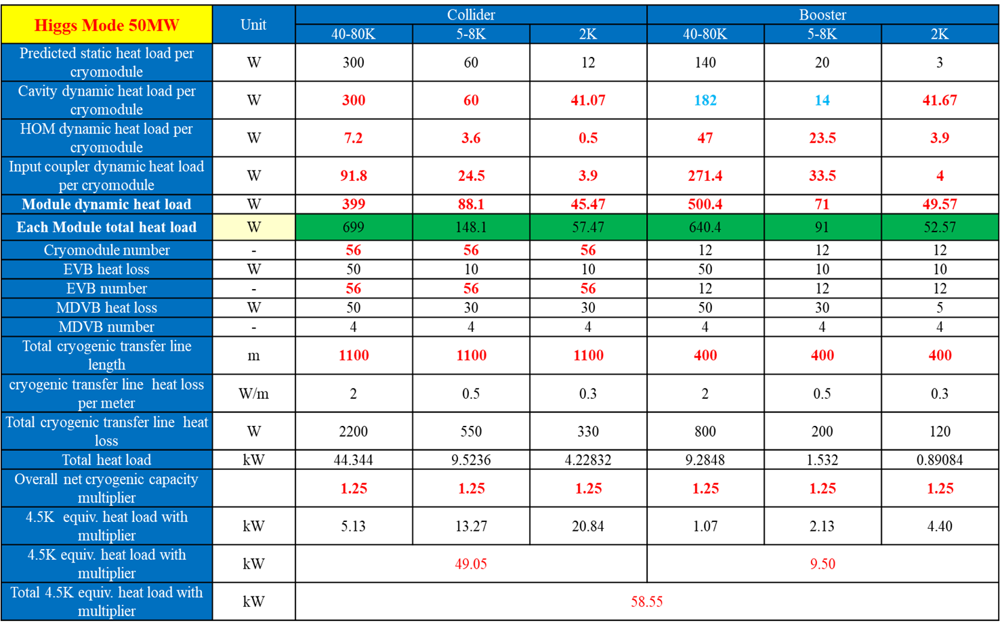 Higgs Mode 50MW Unit Collider Booster
40-80K 5-8K 2K 40-80K 5-8K 2K
Predicted static heat load per
cryomodule W 300 60 12 140 20 3
Cavity dynamic heat load per
cryomodule W 300 60 41.07 182 14 41.67
HOM dynamic heat load per
cryomodule W 7.2 3.6 0.5 47 23.5 3.9
Input coupler dynamic heat load
per cryomodule W 91.8 24.5 3.9 271.4 33.5 4
Module dynamic heat load W 399 88.1 45.47 500.4 71 49.57
Each Module total heat load W 699 148.1 57.47 640.4 91 52.57
Cryomodule number - 56 56 56 12 12 12
EVB heat loss W 50 10 10 50 10 10
EVB number - 56 56 56 12 12 12
MDVB heat loss W 50 30 30 50 30 5
MDVB number - 4 4 4 4 4 4
Total cryogenic transfer line
length m 1100 1100 1100 400 400 400
cryogenic transfer line heat loss
per meter W/m 2 0.5 0.3 2 0.5 0.3
Total cryogenic transfer line heat
loss W 2200 550 330 800 200 120
Total heat load kW 44.344 9.5236 4.22832 9.2848 1.532 0.89084
Overall net cryogenic capacity
multiplier 1.25 1.25 1.25 1.25 1.25 1.25
4.5K equiv. heat load with
multiplier kW 5.13 13.27 20.84 1.07 2.13 4.40
4.5K equiv. heat load with
multiplier kW 49.05 9.50
Total 4.5K equiv. heat load with
multiplier kW 58.55